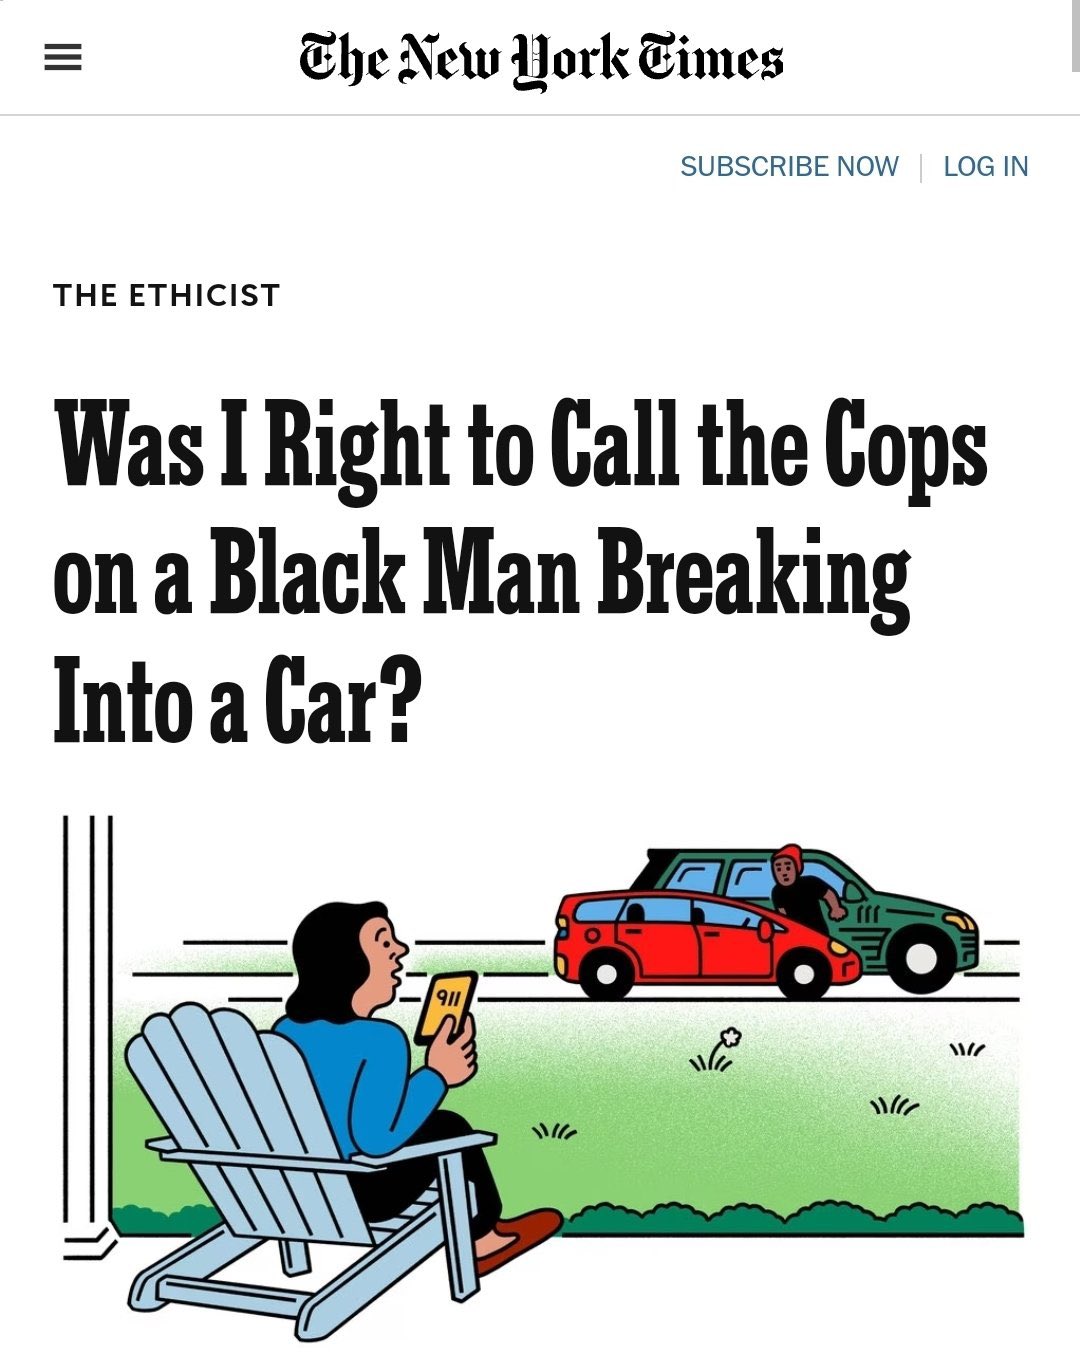 The New York Times
SUBSCRIBE NOW | LOG IN
THE ETHICIST
Was I Right to Call the Cops
on a Black Man Breaking
Into a Car?
911